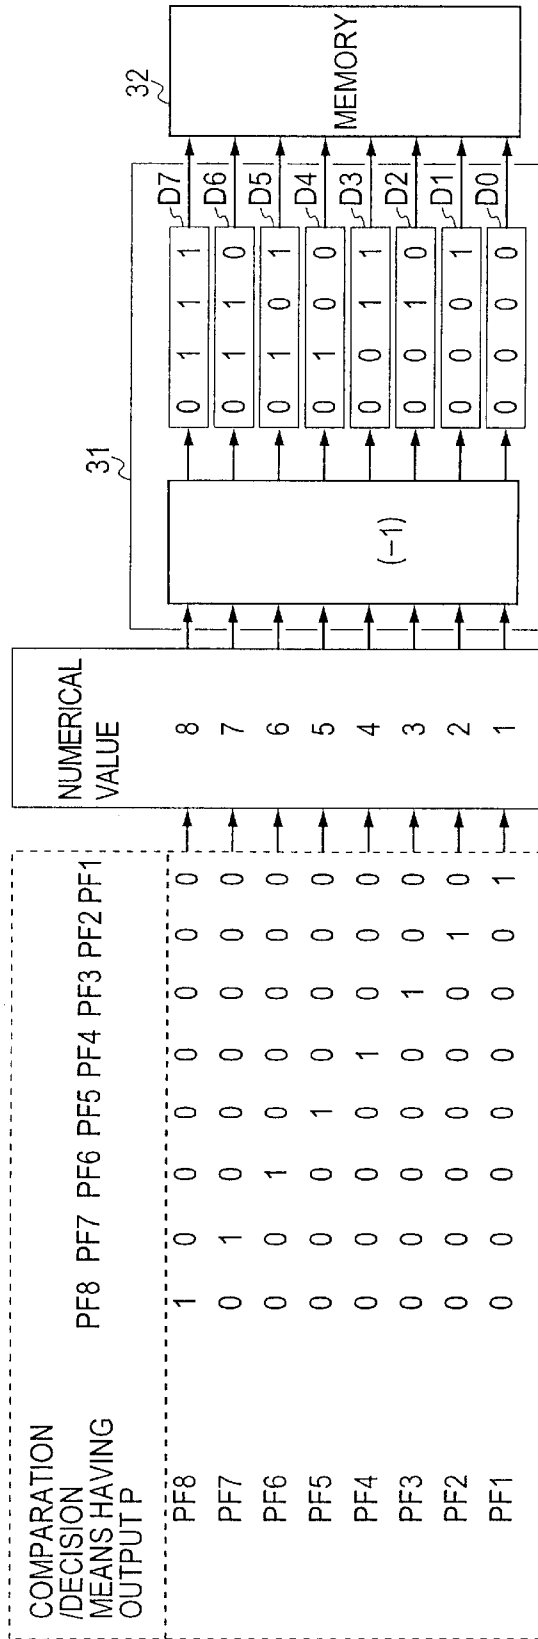 COMPARATION
/DECISION
MEANS HAVING
OUTPUT P
PF8 PF7 PF6 PF5 PF4 PF3 PF2 PF1
PF8 1 0 0 0 0 0 0 0
PF7 0 1 0 0 0 0 0 0
PF6 0 0 1 0 0 0 0 0
PF5 0 0 0 1 0 0 0 0
PF4 0 0 0 0 1 0 0 0
PF3 0 0 0 0 0 1 0 0
PF2 0 0 0 0 0 0 1 0
PF1 0 0 0 0 0 0 0 1
NUMERICAL
VALUE
8
7
6
5
4
3
2
1
31
(−1)
0 1 1 1 D7
0 1 1 0 D6
0 1 0 1 D5
0 1 0 0 D4
0 0 1 1 D3
0 0 1 0 D2
0 0 0 1 D1
0 0 0 0 D0
32
MEMORY